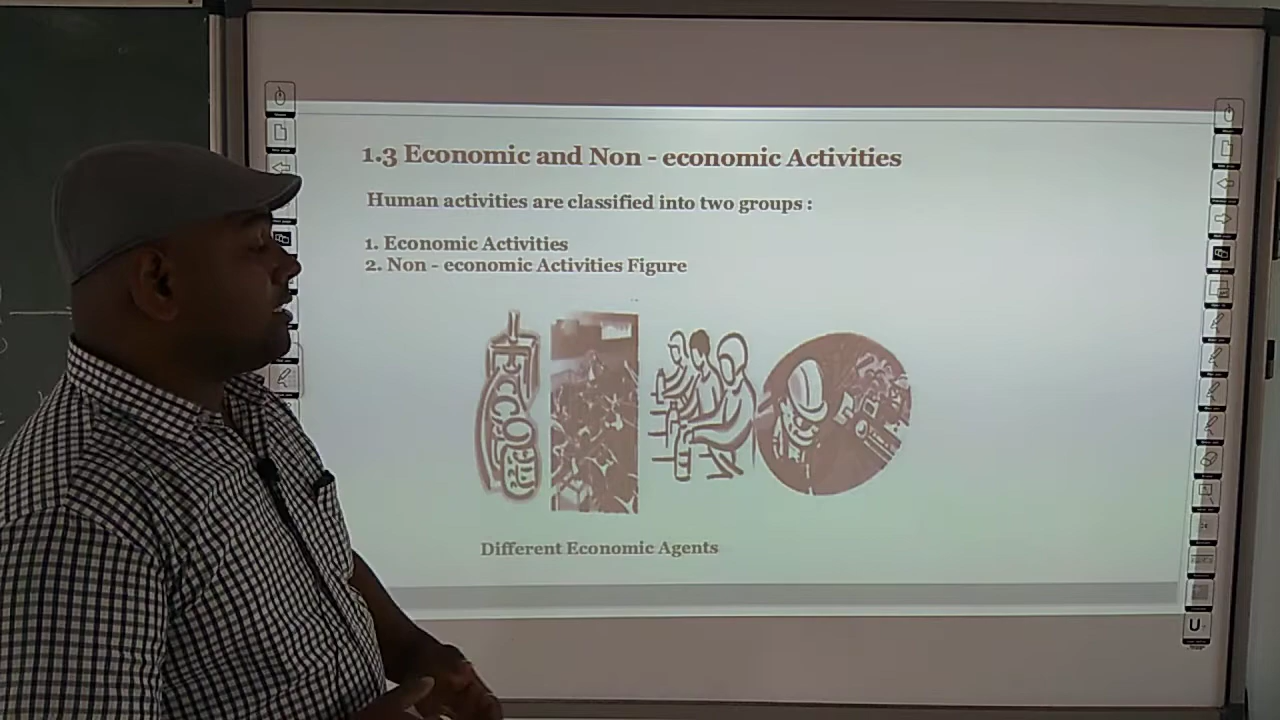 1.3 Economic and Non - economic Activities
Human activities are classified into two groups :
1. Economic Activities
2. Non - economic Activities Figure
Different Economic Agents
U